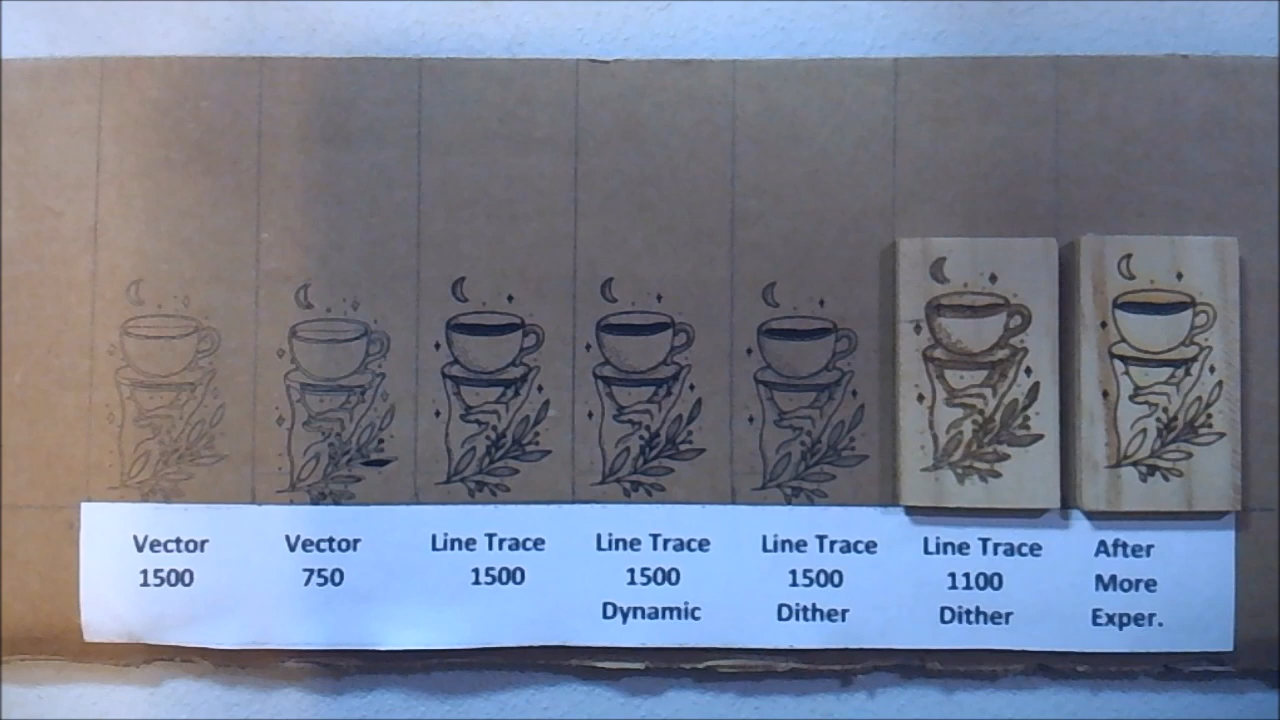 Vector
1500
Vector
750
Line Trace
1500
Line Trace
1500
Dynamic
Line Trace
1500
Dither
Line Trace
1100
Dither
After
More
Exper.